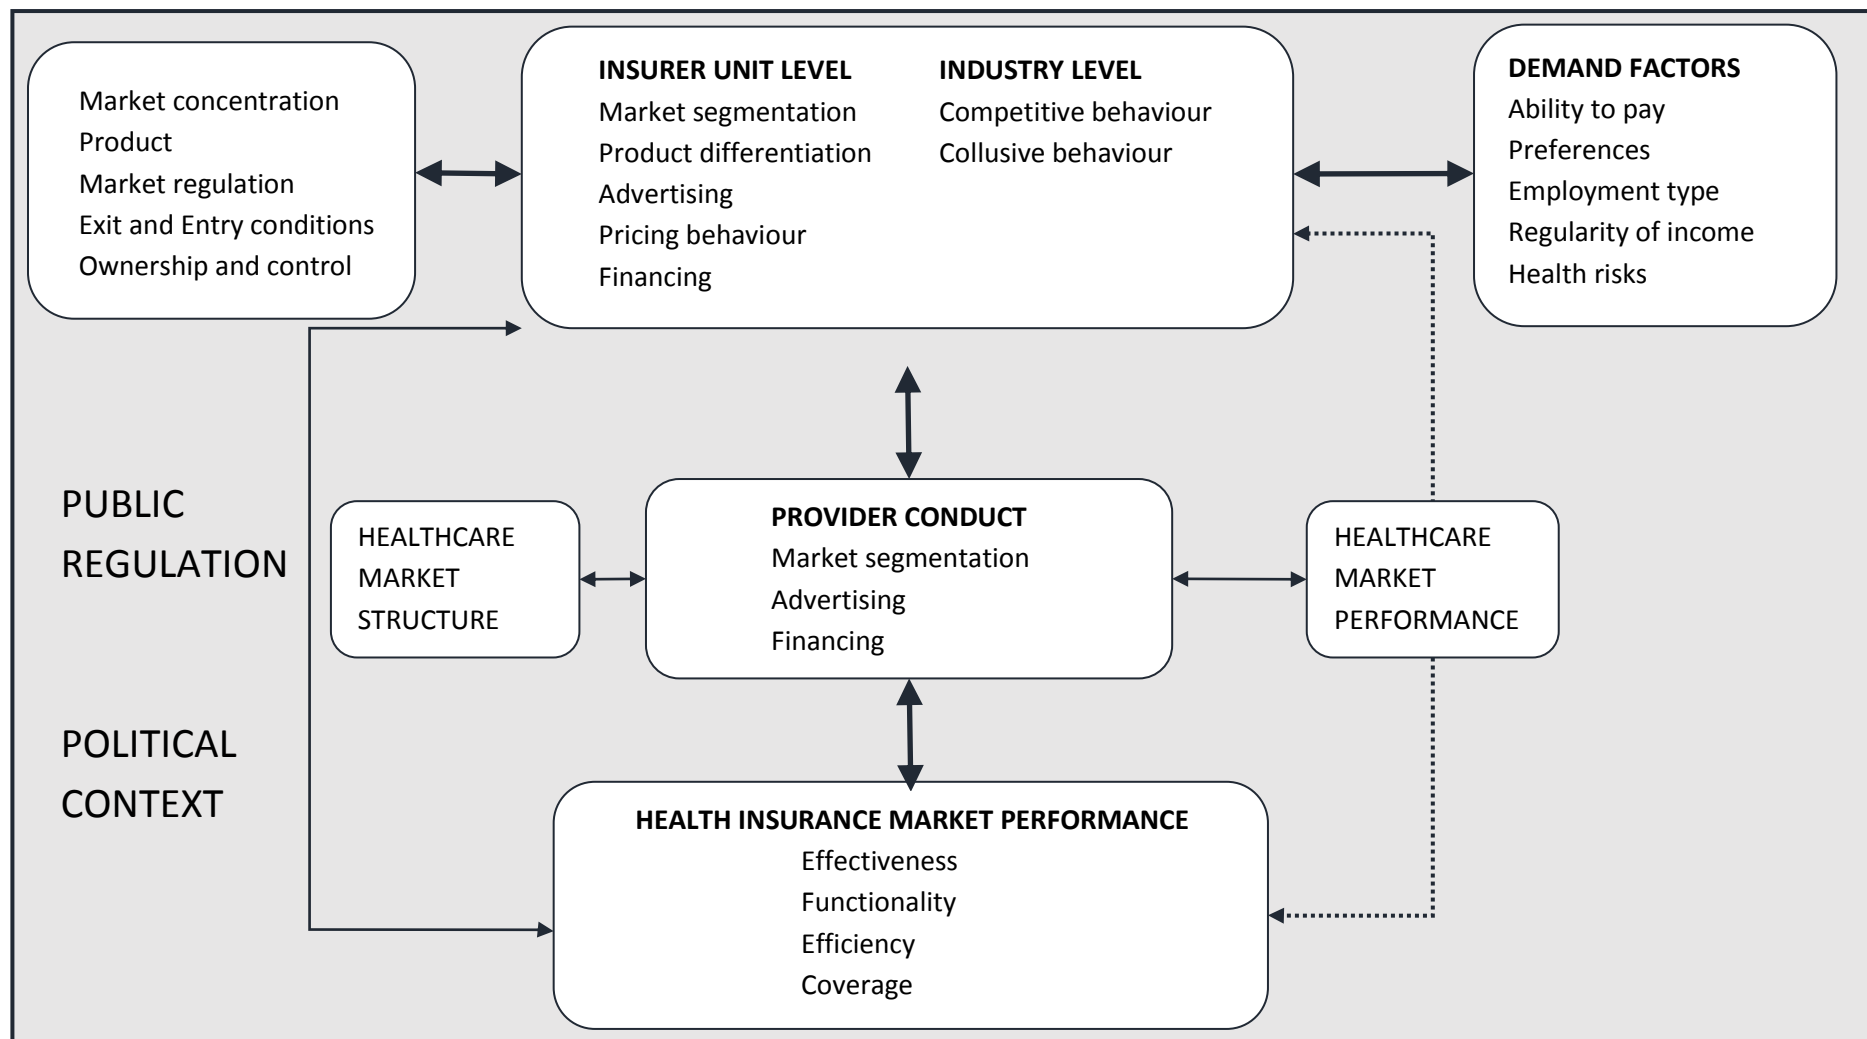 Market concentration
Product
Market regulation
Exit and Entry conditions
Ownership and control
INSURER UNIT LEVEL
Market segmentation
Product differentiation
Advertising
Pricing behaviour
Financing
INDUSTRY LEVEL
Competitive behaviour
Collusive behaviour
DEMAND FACTORS
Ability to pay
Preferences
Employment type
Regularity of income
Health risks
PUBLIC
REGULATION
HEALTHCARE
MARKET
STRUCTURE
PROVIDER CONDUCT
Market segmentation
Advertising
Financing
HEALTHCARE
MARKET
PERFORMANCE
POLITICAL
CONTEXT
HEALTH INSURANCE MARKET PERFORMANCE
Effectiveness
Functionality
Efficiency
Coverage